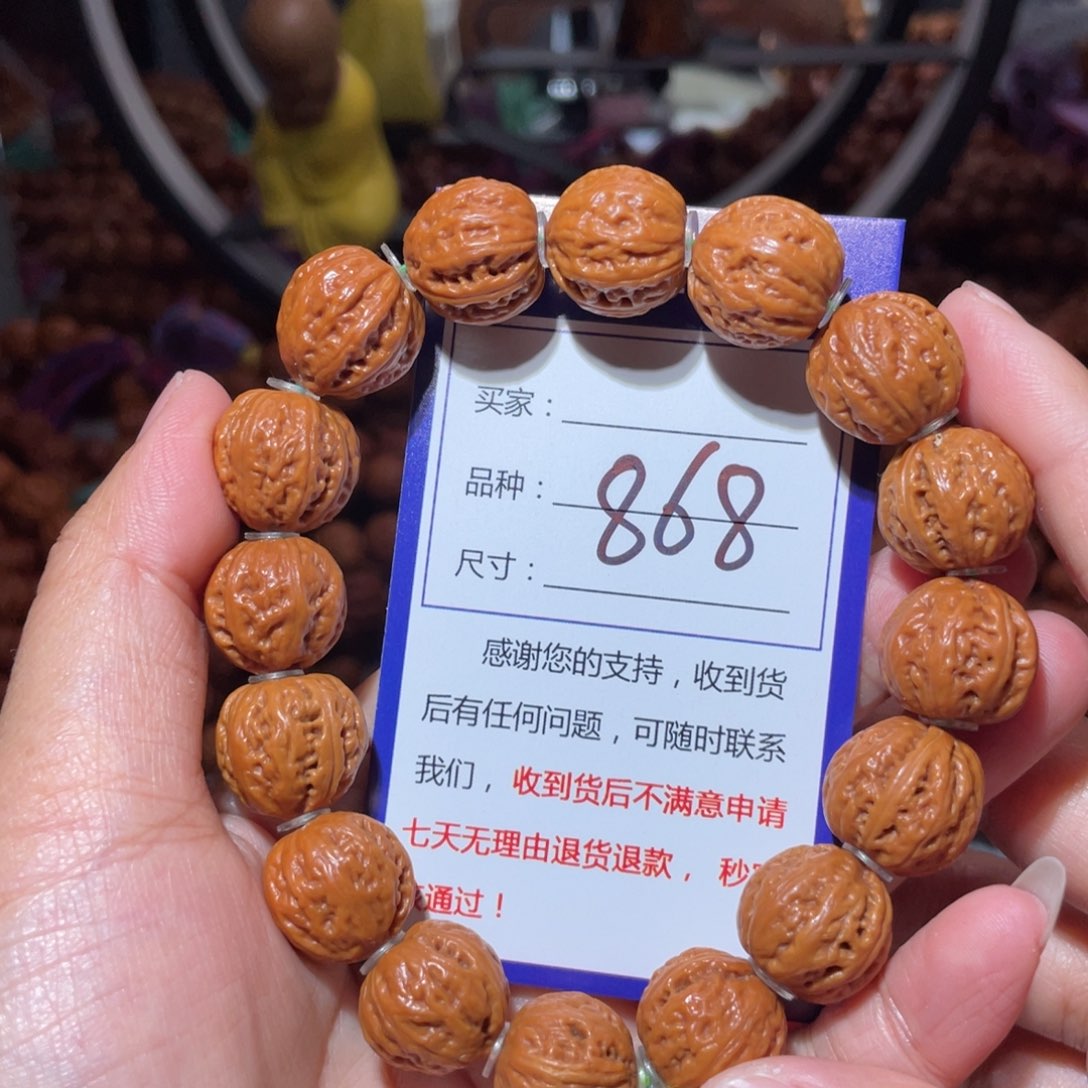 买家：
品种：868
尺寸：
感谢您的支持，收到货
后有任何问题，可随时联系
我们，收到货后不满意申请
七天无理由退货退款，秒
通过！